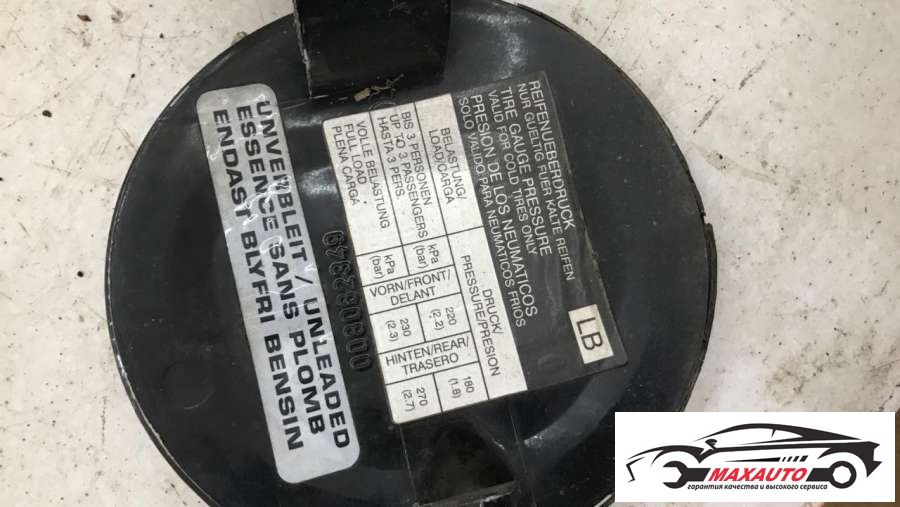 REIFENUEBERDRUCK
NUR GUELTIG FUER KALTE REIFEN
TIRE GAUGE PRESSURE
VALID FOR COLD TIRES ONLY
PRESION DE LOS NEUMATICOS
SOLO VALIDO PARA NEUMATICOS FRIOS
LB
BELASTUNG/
LOAD/CARGA
DRUCK/
PRESSURE/PRESION
BIS 3 PERSONEN
UP TO 3 PASSENGERS
HASTA 3 PERS.
kPa
(bar)
220
(2.2)
180
(1.8)
VORN/FRONT/
DELANT
HINTEN/REAR/
TRASERO
VOLLE BELASTUNG
FULL LOAD
PLENA CARGA
kPa
(bar)
230
(2.3)
270
(2.7)
UNVERBLEIT/ UNLEADED
ESSENCE SANS PLOMB
ENDAST BLYFRI BENSIN
MAXAUTO
гарантия качества и высокого сервиса